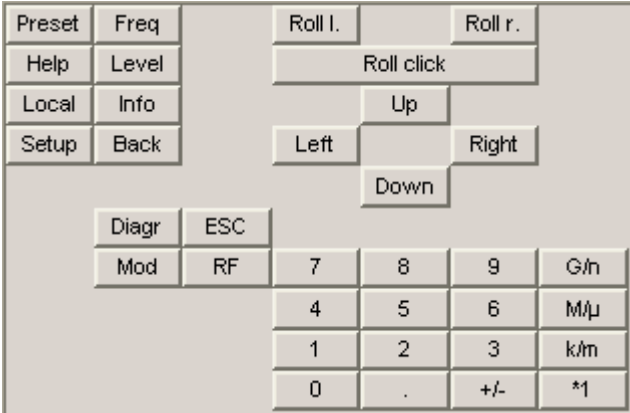 Preset Freq Roll l. Roll r.
Help Level Roll click
Local Info Up
Setup Back Left Right
Down
Diagr ESC
Mod RF 7 8 9 G/n
4 5 6 M/µ
1 2 3 k/m
0 . +/- *1